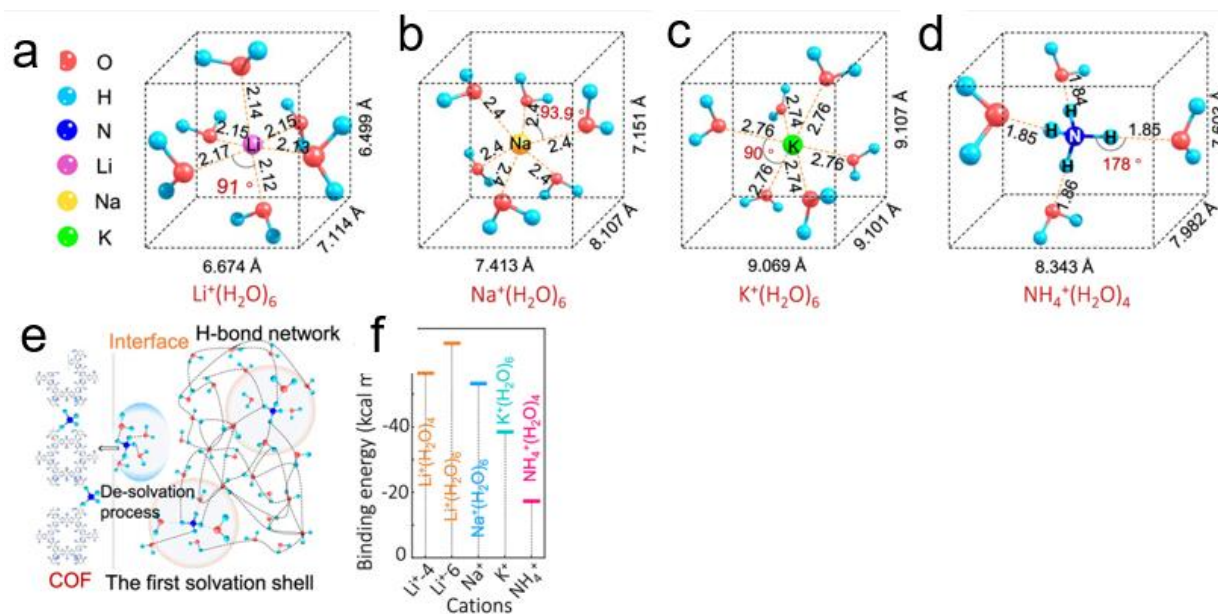 a
O
H
N
Li
Na
K
2.14
2.15
2.15
Li
2.17
2.13
2.12
91 °
6.499 Å
7.114 Å
6.674 Å
Li⁺(H₂O)₆
b
2.4
2.4
93.9 °
Na
2.4
2.4
2.4
2.4
7.151 Å
8.107 Å
7.413 Å
Na⁺(H₂O)₆
c
2.74
2.76
2.76
K
90 °
2.76
2.76
2.74
9.107 Å
9.101 Å
9.069 Å
K⁺(H₂O)₆
d
1.84
H
1.85
H
N
H
1.85
H
178 °
1.86
7.982 Å
8.343 Å
NH₄⁺(H₂O)₄
e
Interface
H-bond network
De-solvation
process
COF
The first solvation shell
f
Binding energy (kcal m
-40
-20
0
Li⁺(H₂O)₄
Li⁺(H₂O)₆
Na⁺(H₂O)₆
K⁺(H₂O)₆
NH₄⁺(H₂O)₄
Li⁺-4
Li⁺-6
Na⁺
K⁺
NH₄⁺
Cations